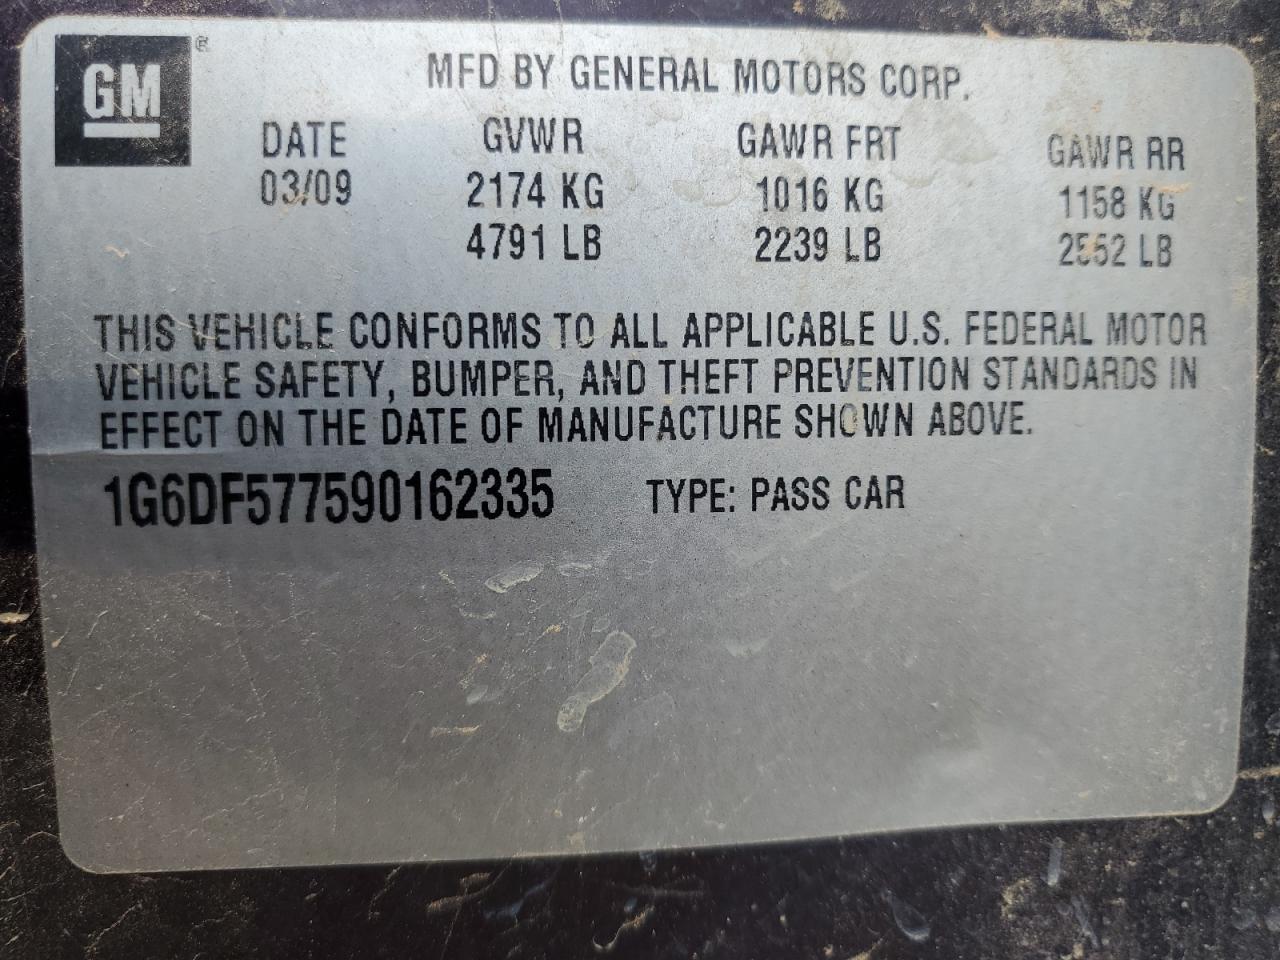 GM
MFD BY GENERAL MOTORS CORP.
DATE GVWR GAWR FRT GAWR RR
03/09 2174 KG 1016 KG 1158 KG
4791 LB 2239 LB 2552 LB
THIS VEHICLE CONFORMS TO ALL APPLICABLE U.S. FEDERAL MOTOR
VEHICLE SAFETY, BUMPER, AND THEFT PREVENTION STANDARDS IN
EFFECT ON THE DATE OF MANUFACTURE SHOWN ABOVE.
1G6DF577590162335 TYPE: PASS CAR